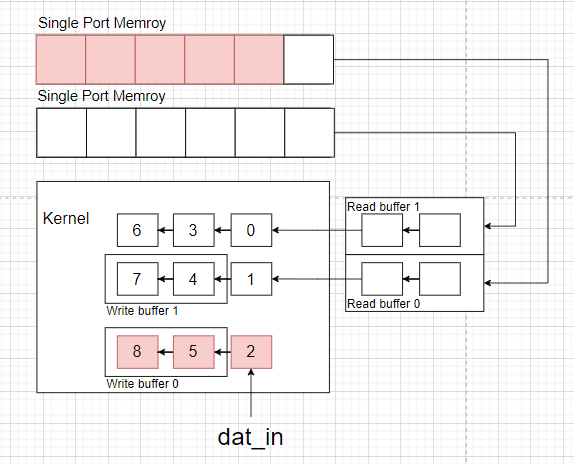 Single Port Memroy
Single Port Memroy
Kernel
6 3 0
Read buffer 1
7 4 1
Write buffer 1
Read buffer 0
8 5 2
Write buffer 0
dat_in